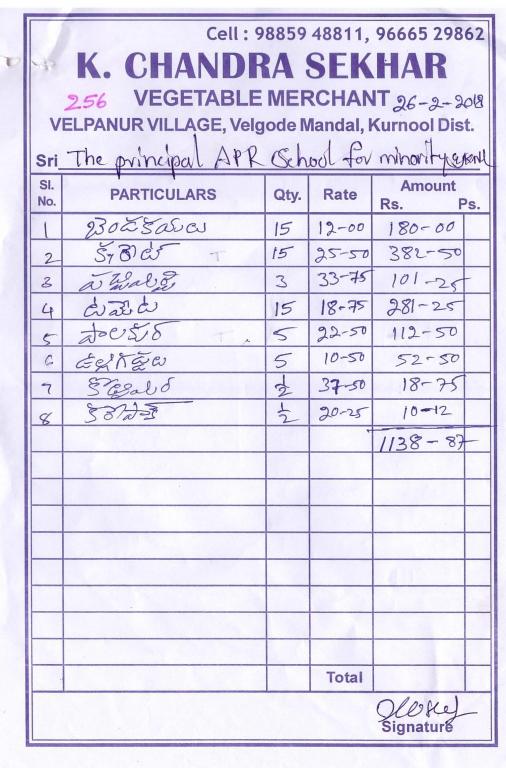 Cell : 98859 48811, 96665 29862
K. CHANDRA SEKHAR
256 VEGETABLE MERCHANT 26-2-2018
VELPANUR VILLAGE, Velgode Mandal, Kurnool Dist.
Sri The principal APR School for minority
Sl. No. PARTICULARS Qty. Rate Amount Rs. Ps.
1 బెండకాయలు 15 12-00 180-00
2 క్యారెట్ 15 25-50 382-50
3 పచ్చిమిర్చి 3 33-75 101-25
4 టమోట 15 18-75 281-25
5 పాలకూర 5 22-50 112-50
6 ఉల్లిగడ్డలు 5 10-50 52-50
7 కొత్తిమీర 1/2 37-50 18-75
8 కరివేపాక్ 1/2 20-25 10-12
1138-87
Total
Signature